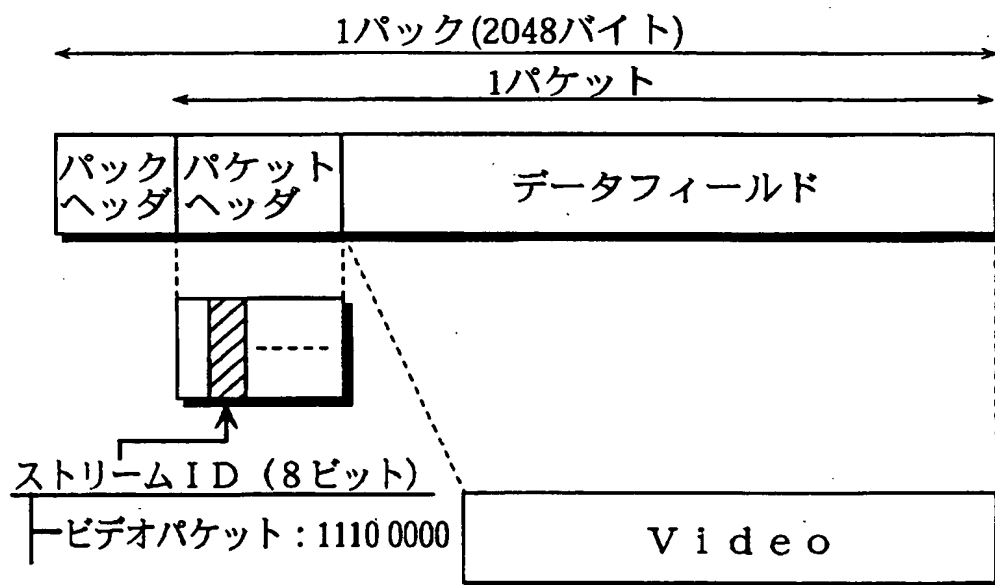 1パック(2048バイト)
1パケット
パック
ヘッダ
パケット
ヘッダ
データフィールド
ストリームID (8ビット)
ビデオパケット:1110 0000
Video